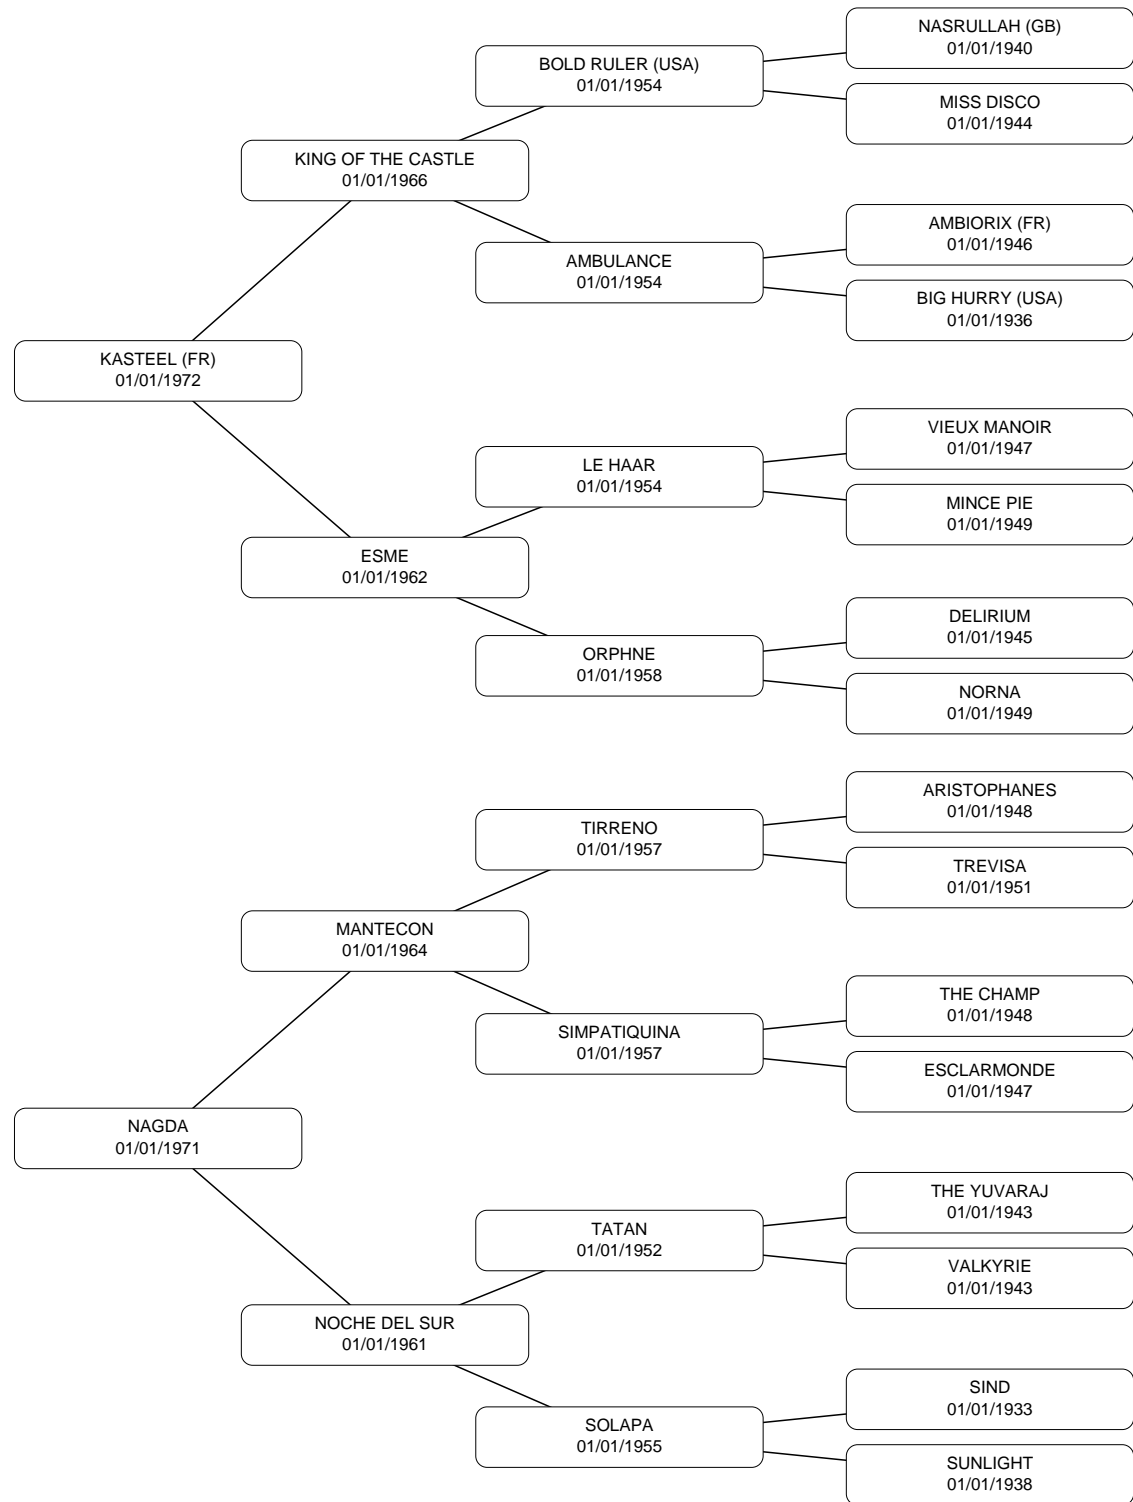 NASRULLAH (GB)
01/01/1940
BOLD RULER (USA)
01/01/1954
MISS DISCO
01/01/1944
KING OF THE CASTLE
01/01/1966
AMBIORIX (FR)
01/01/1946
AMBULANCE
01/01/1954
BIG HURRY (USA)
01/01/1936
KASTEEL (FR)
01/01/1972
VIEUX MANOIR
01/01/1947
LE HAAR
01/01/1954
MINCE PIE
01/01/1949
ESME
01/01/1962
DELIRIUM
01/01/1945
ORPHNE
01/01/1958
NORNA
01/01/1949
ARISTOPHANES
01/01/1948
TIRRENO
01/01/1957
TREVISA
01/01/1951
MANTECON
01/01/1964
THE CHAMP
01/01/1948
SIMPATIQUINA
01/01/1957
ESCLARMONDE
01/01/1947
NAGDA
01/01/1971
THE YUVARAJ
01/01/1943
TATAN
01/01/1952
VALKYRIE
01/01/1943
NOCHE DEL SUR
01/01/1961
SIND
01/01/1933
SOLAPA
01/01/1955
SUNLIGHT
01/01/1938